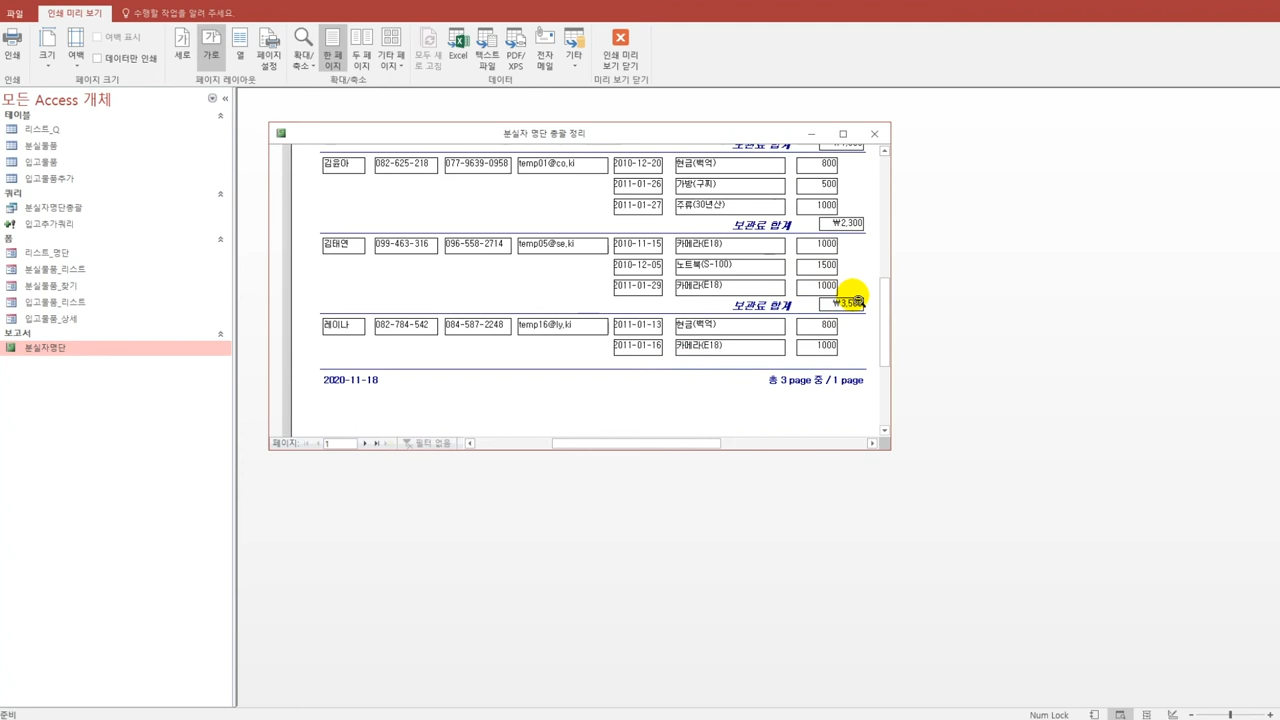 파일 인쇄 미리 보기 수행할 작업을 알려 주세요.
인쇄 크기 여백 여백 표시 데이터만 인쇄 세로 가로 열 페이지 설정 확대/축소 한 페이지 두 페이지 기타 페이지 모두 새로 고침 Excel 텍스트 파일 PDF/XPS 전자 메일 기타 인쇄 미리 보기 닫기
인쇄 페이지 크기 페이지 레이아웃 확대/축소 데이터 미리 보기 닫기
모든 Access 개체
테이블
리스트_Q
분실물품
입고물품
입고물품추가
쿼리
분실자명단총괄
입고추가쿼리
폼
리스트_명단
분실물품_리스트
분실물품_찾기
입고물품_리스트
입고물품_상세
보고서
분실자명단
분실자 명단 총괄 정리
보관료 합계
김윤아 082-625-218 077-9639-0958 temp01@co,ki 2010-12-20 현금(백억) 800
2011-01-26 가방(구찌) 500
2011-01-27 주류(30년산) 1000
보관료 합계 ₩2,300
김태연 099-463-316 096-558-2714 temp05@se,ki 2010-11-15 카메라(E18) 1000
2010-12-05 노트북(S-100) 1500
2011-01-29 카메라(E18) 1000
보관료 합계
레이나 082-784-542 084-587-2248 temp16@ly,ki 2011-01-13 현금(백억) 800
2011-01-16 카메라(E18) 1000
2020-11-18 총 3 page 중 / 1 page
페이지: 1 필터 없음
준비 Num Lock